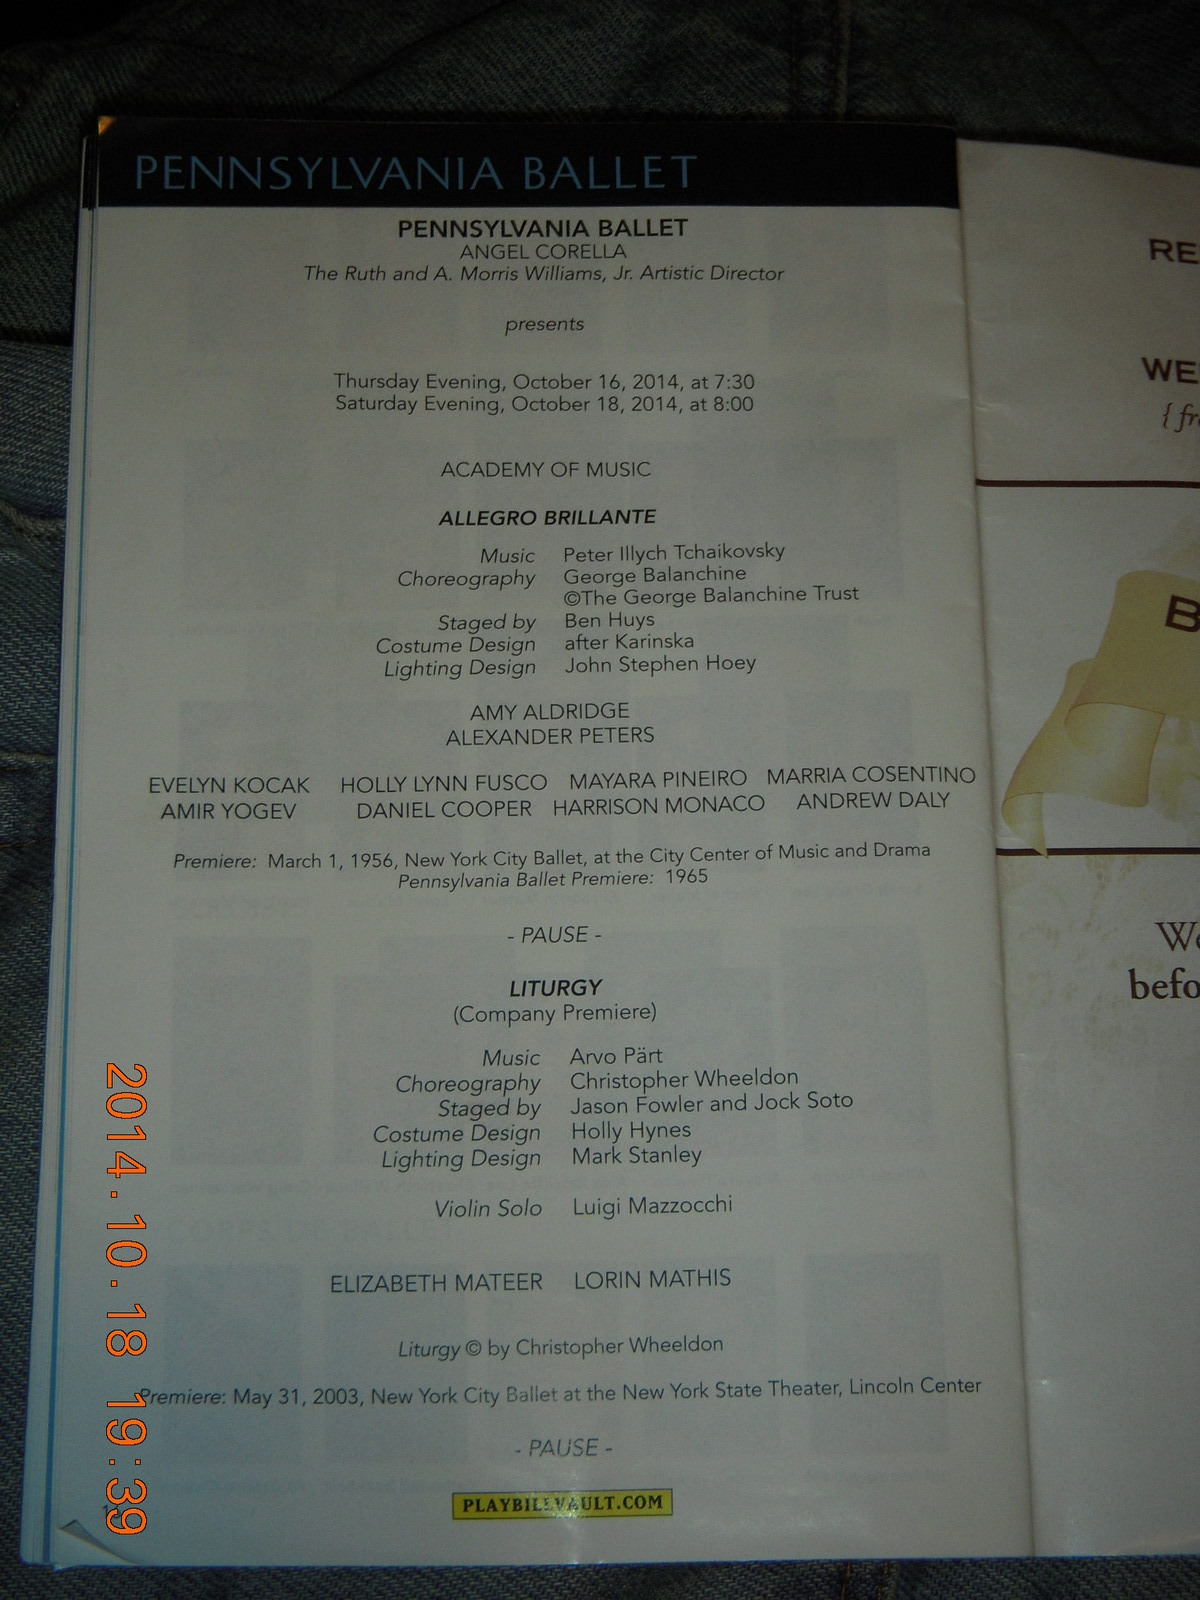 PENNSYLVANIA BALLET
PENNSYLVANIA BALLET
ANGEL CORELLA
The Ruth and A. Morris Williams, Jr. Artistic Director
presents
Thursday Evening, October 16, 2014, at 7:30
Saturday Evening, October 18, 2014, at 8:00
ACADEMY OF MUSIC
ALLEGRO BRILLANTE
Music Peter Illych Tchaikovsky
Choreography George Balanchine
©The George Balanchine Trust
Staged by Ben Huys
Costume Design after Karinska
Lighting Design John Stephen Hoey
AMY ALDRIDGE
ALEXANDER PETERS
EVELYN KOCAK HOLLY LYNN FUSCO MAYARA PINEIRO MARRIA COSENTINO
AMIR YOGEV DANIEL COOPER HARRISON MONACO ANDREW DALY
Premiere: March 1, 1956, New York City Ballet, at the City Center of Music and Drama
Pennsylvania Ballet Premiere: 1965
- PAUSE -
LITURGY
(Company Premiere)
Music Arvo Pärt
Choreography Christopher Wheeldon
Staged by Jason Fowler and Jock Soto
Costume Design Holly Hynes
Lighting Design Mark Stanley
Violin Solo Luigi Mazzocchi
ELIZABETH MATEER LORIN MATHIS
Liturgy © by Christopher Wheeldon
Premiere: May 31, 2003, New York City Ballet at the New York State Theater, Lincoln Center
- PAUSE -
PLAYBILLVAULT.COM
2014.10.18 19:39
RE
WE
{ fr
B
We
befo